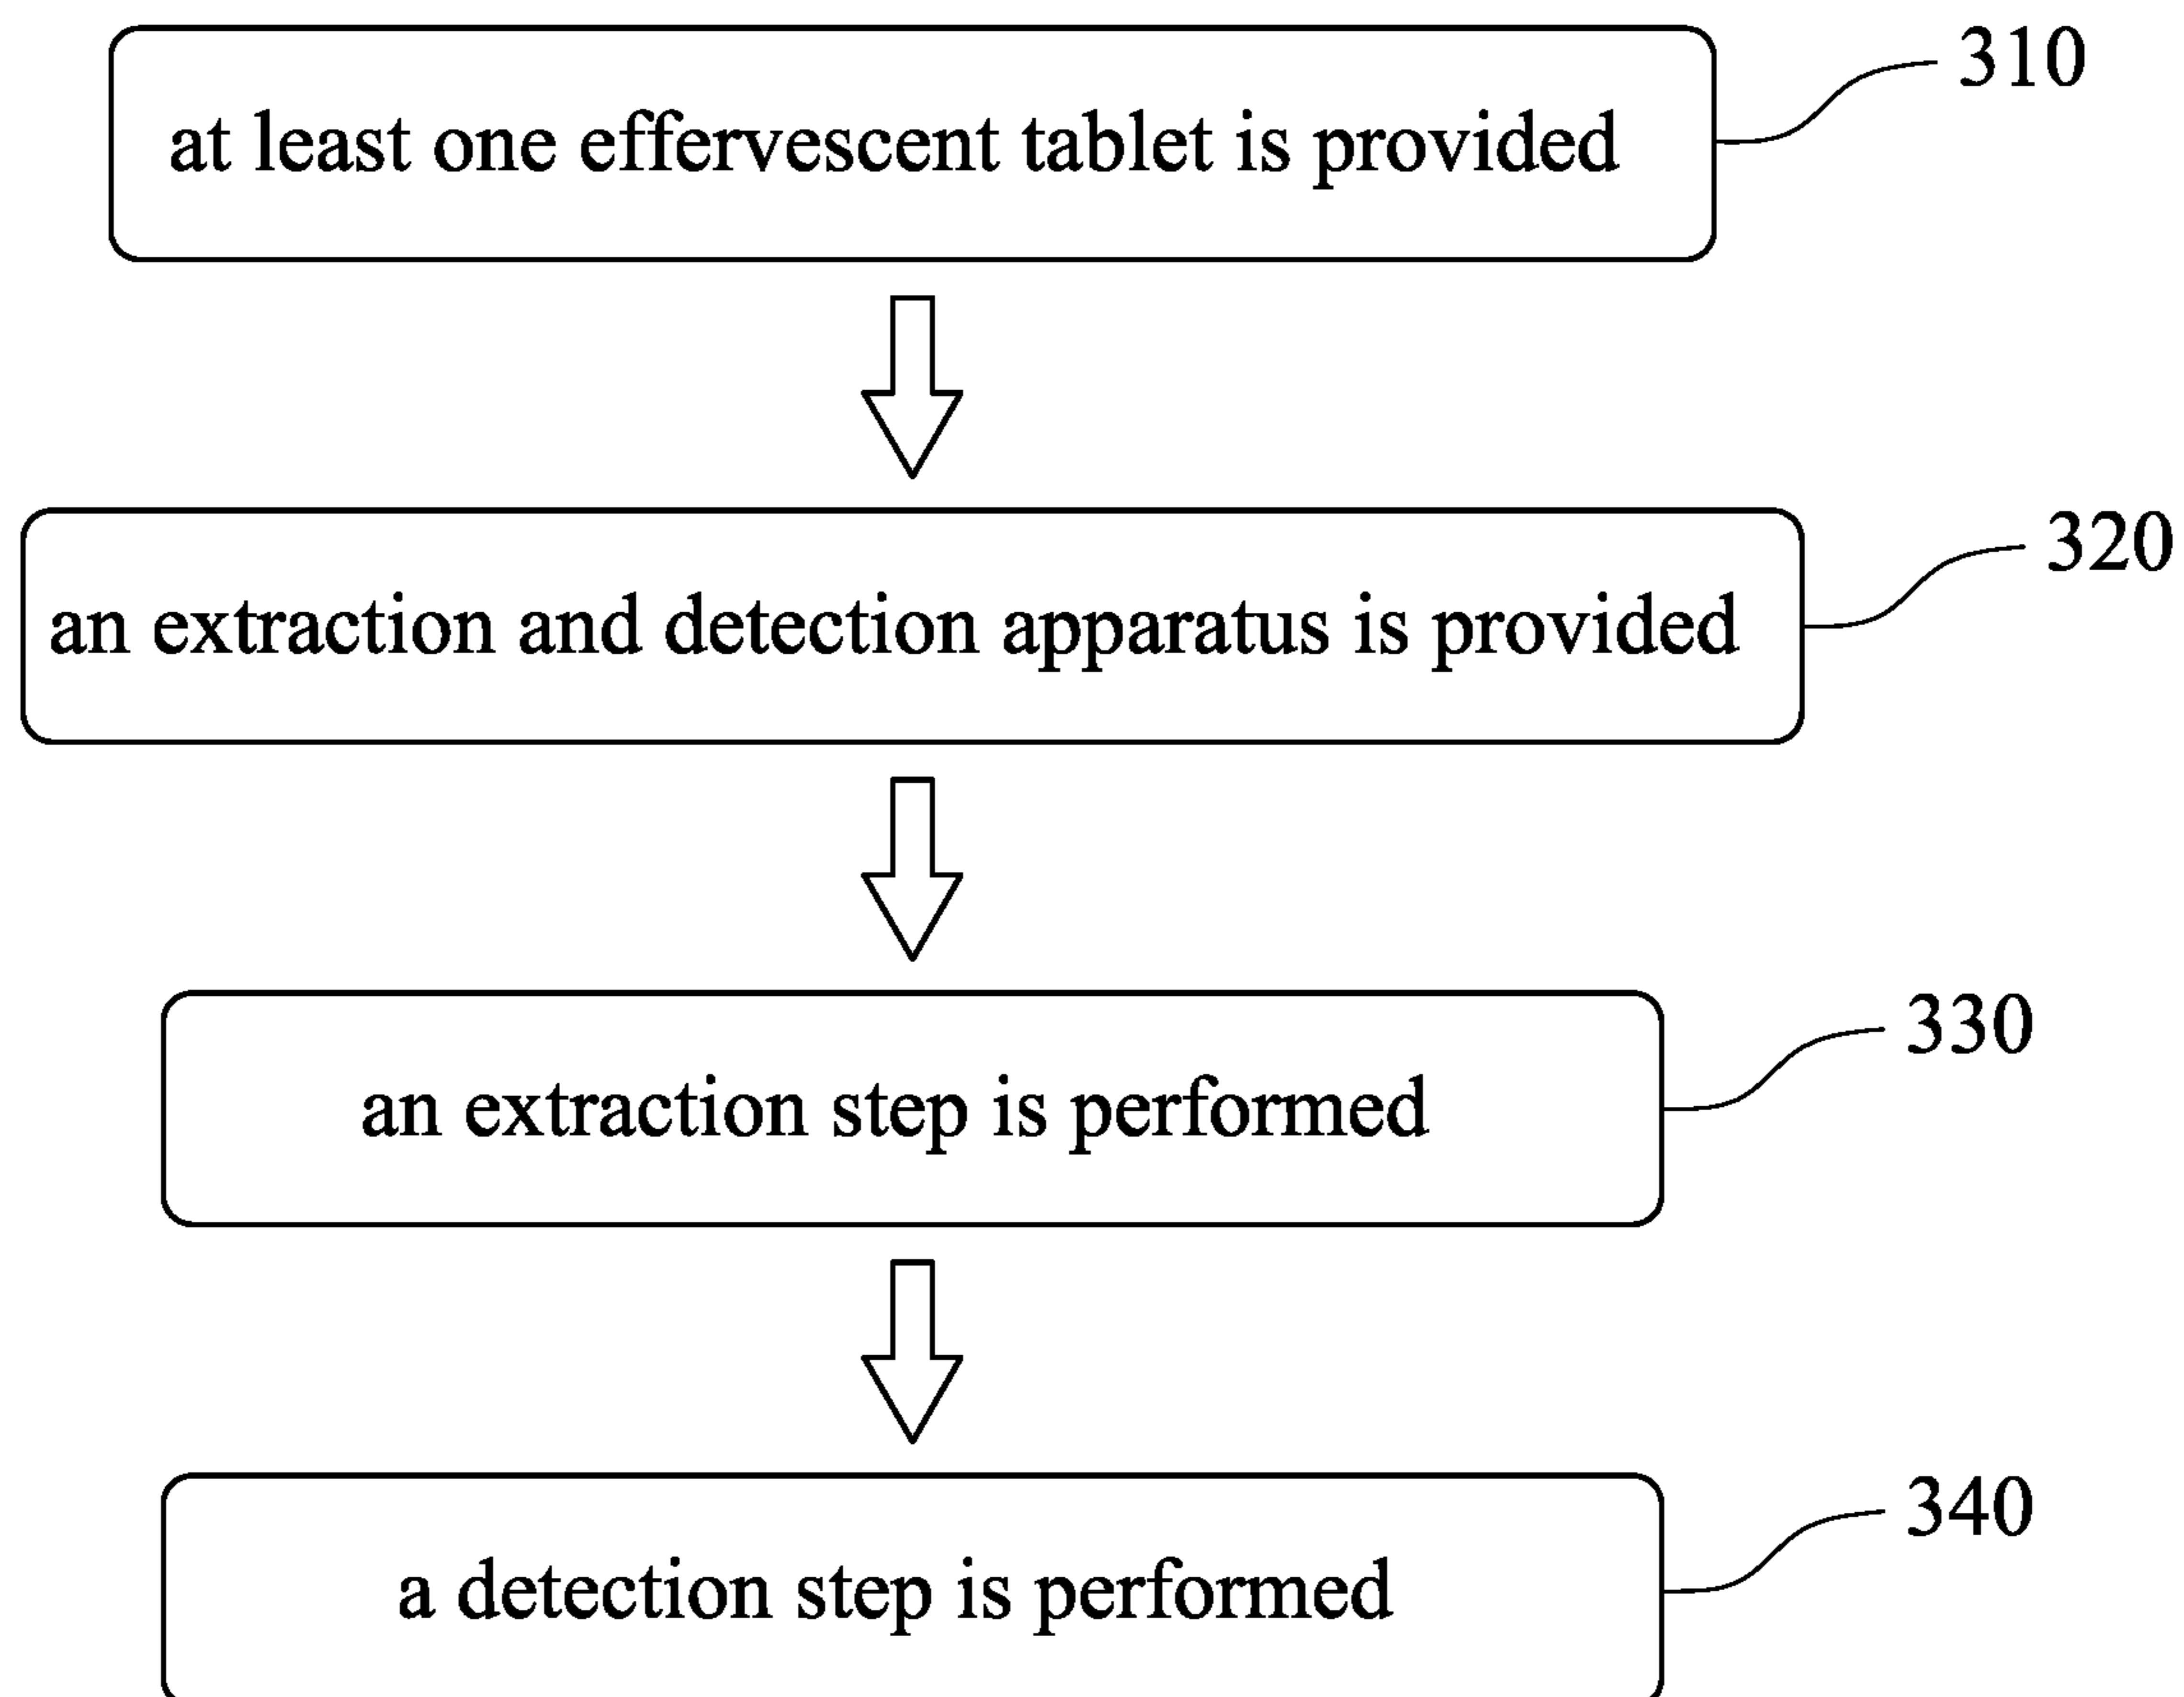 310
at least one effervescent tablet is provided
320
an extraction and detection apparatus is provided
330
an extraction step is performed
340
a detection step is performed